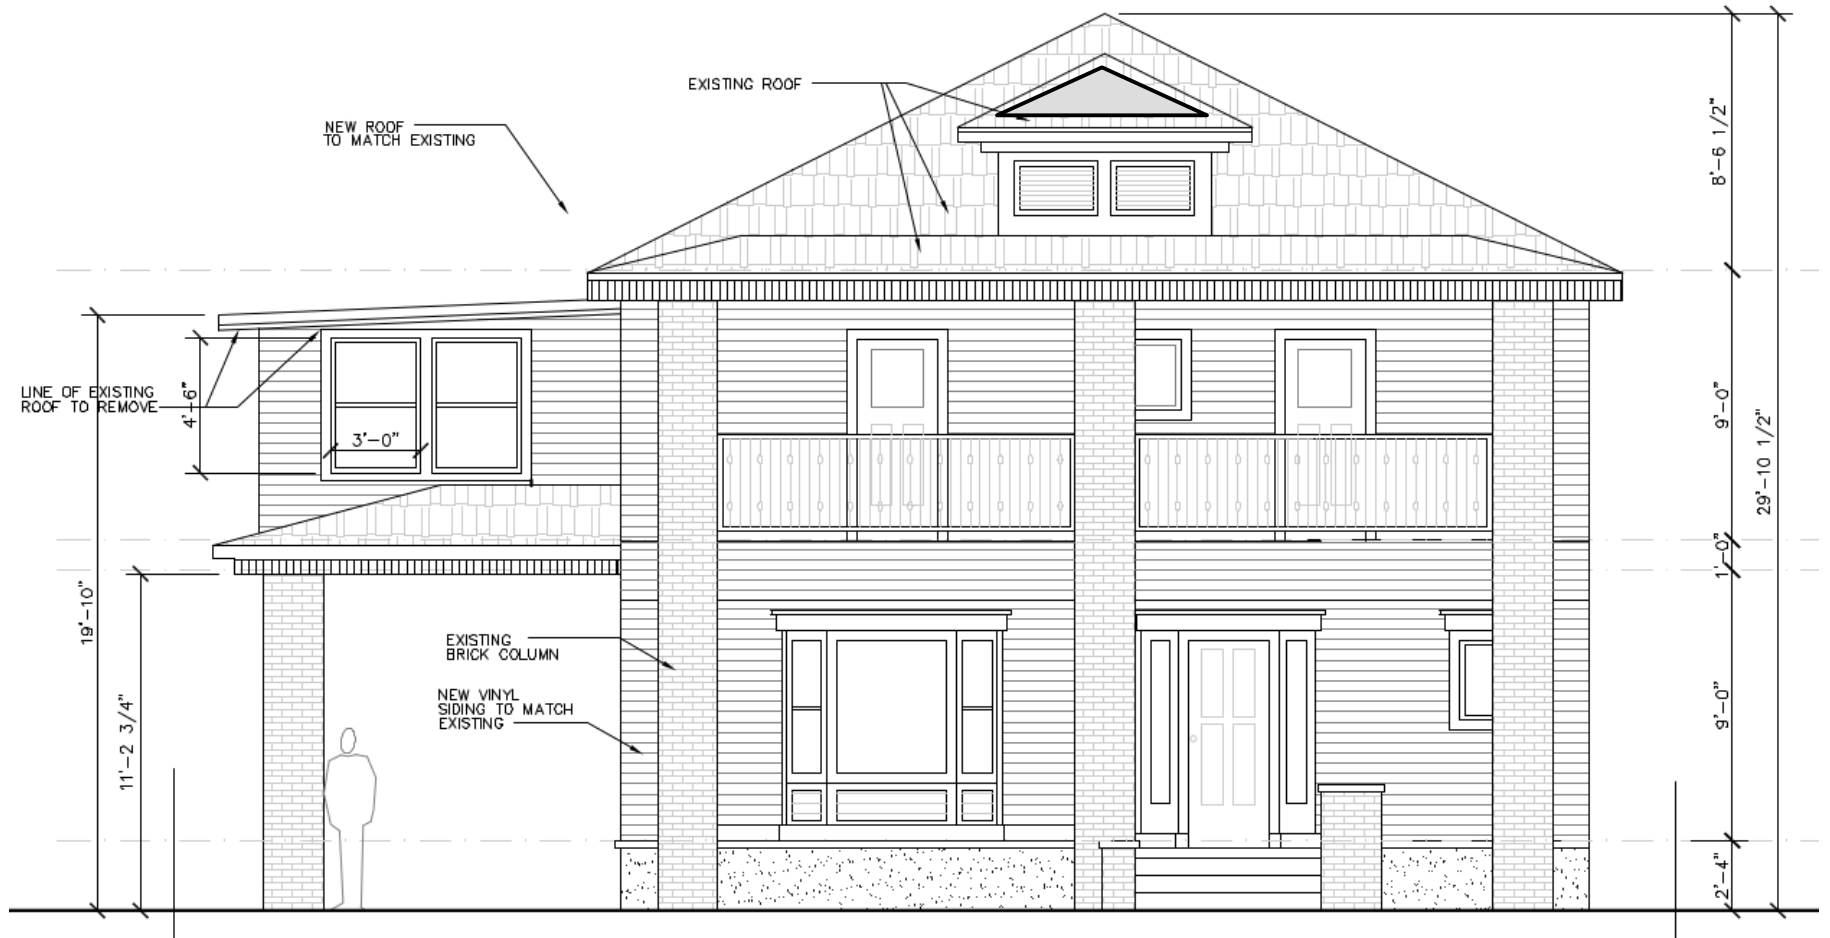 EXISTING ROOF
NEW ROOF
TO MATCH EXISTING
8'-6 1/2"
LINE OF EXISTING
ROOF TO REMOVE
4'-6"
3'-0"
9'-0"
29'-10 1/2"
1'-0"
19'-10"
EXISTING
BRICK COLUMN
NEW VINYL
SIDING TO MATCH
EXISTING
11'-2 3/4"
9'-0"
2'-4"